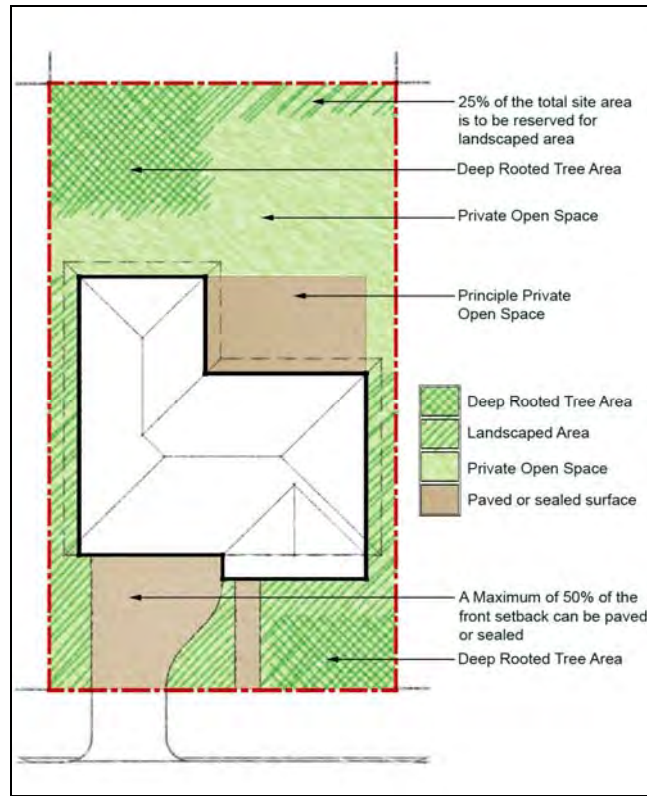 25% of the total site area
is to be reserved for
landscaped area
Deep Rooted Tree Area
Private Open Space
Principle Private
Open Space
Deep Rooted Tree Area
Landscaped Area
Private Open Space
Paved or sealed surface
A Maximum of 50% of the
front setback can be paved
or sealed
Deep Rooted Tree Area